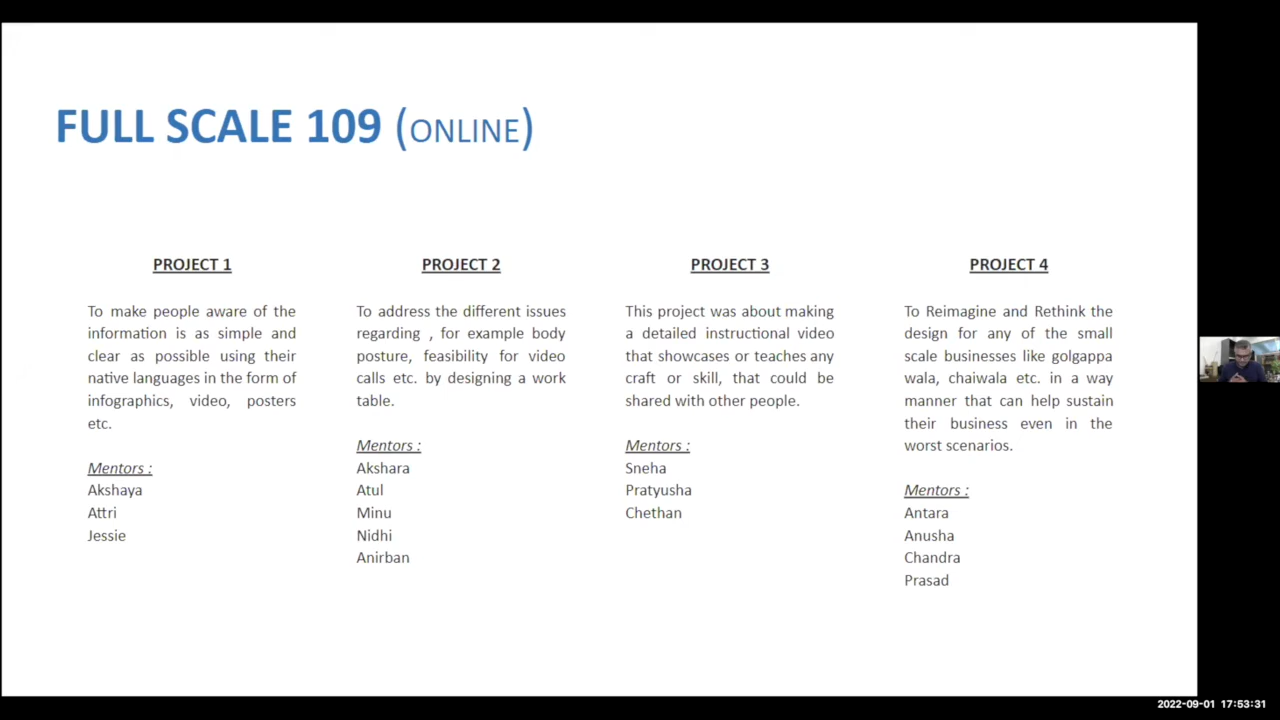 FULL SCALE 109 (ONLINE)
PROJECT 1
To make people aware of the
information is as simple and
clear as possible using their
native languages in the form of
infographics, video, posters
etc.
Mentors :
Akshaya
Attri
Jessie
PROJECT 2
To address the different issues
regarding , for example body
posture, feasibility for video
calls etc. by designing a work
table.
Mentors :
Akshara
Atul
Minu
Nidhi
Anirban
PROJECT 3
This project was about making
a detailed instructional video
that showcases or teaches any
craft or skill, that could be
shared with other people.
Mentors :
Sneha
Pratyusha
Chethan
PROJECT 4
To Reimagine and Rethink the
design for any of the small
scale businesses like golgappa
wala, chaiwala etc. in a way
manner that can help sustain
their business even in the
worst scenarios.
Mentors :
Antara
Anusha
Chandra
Prasad
2022-09-01 17:53:31